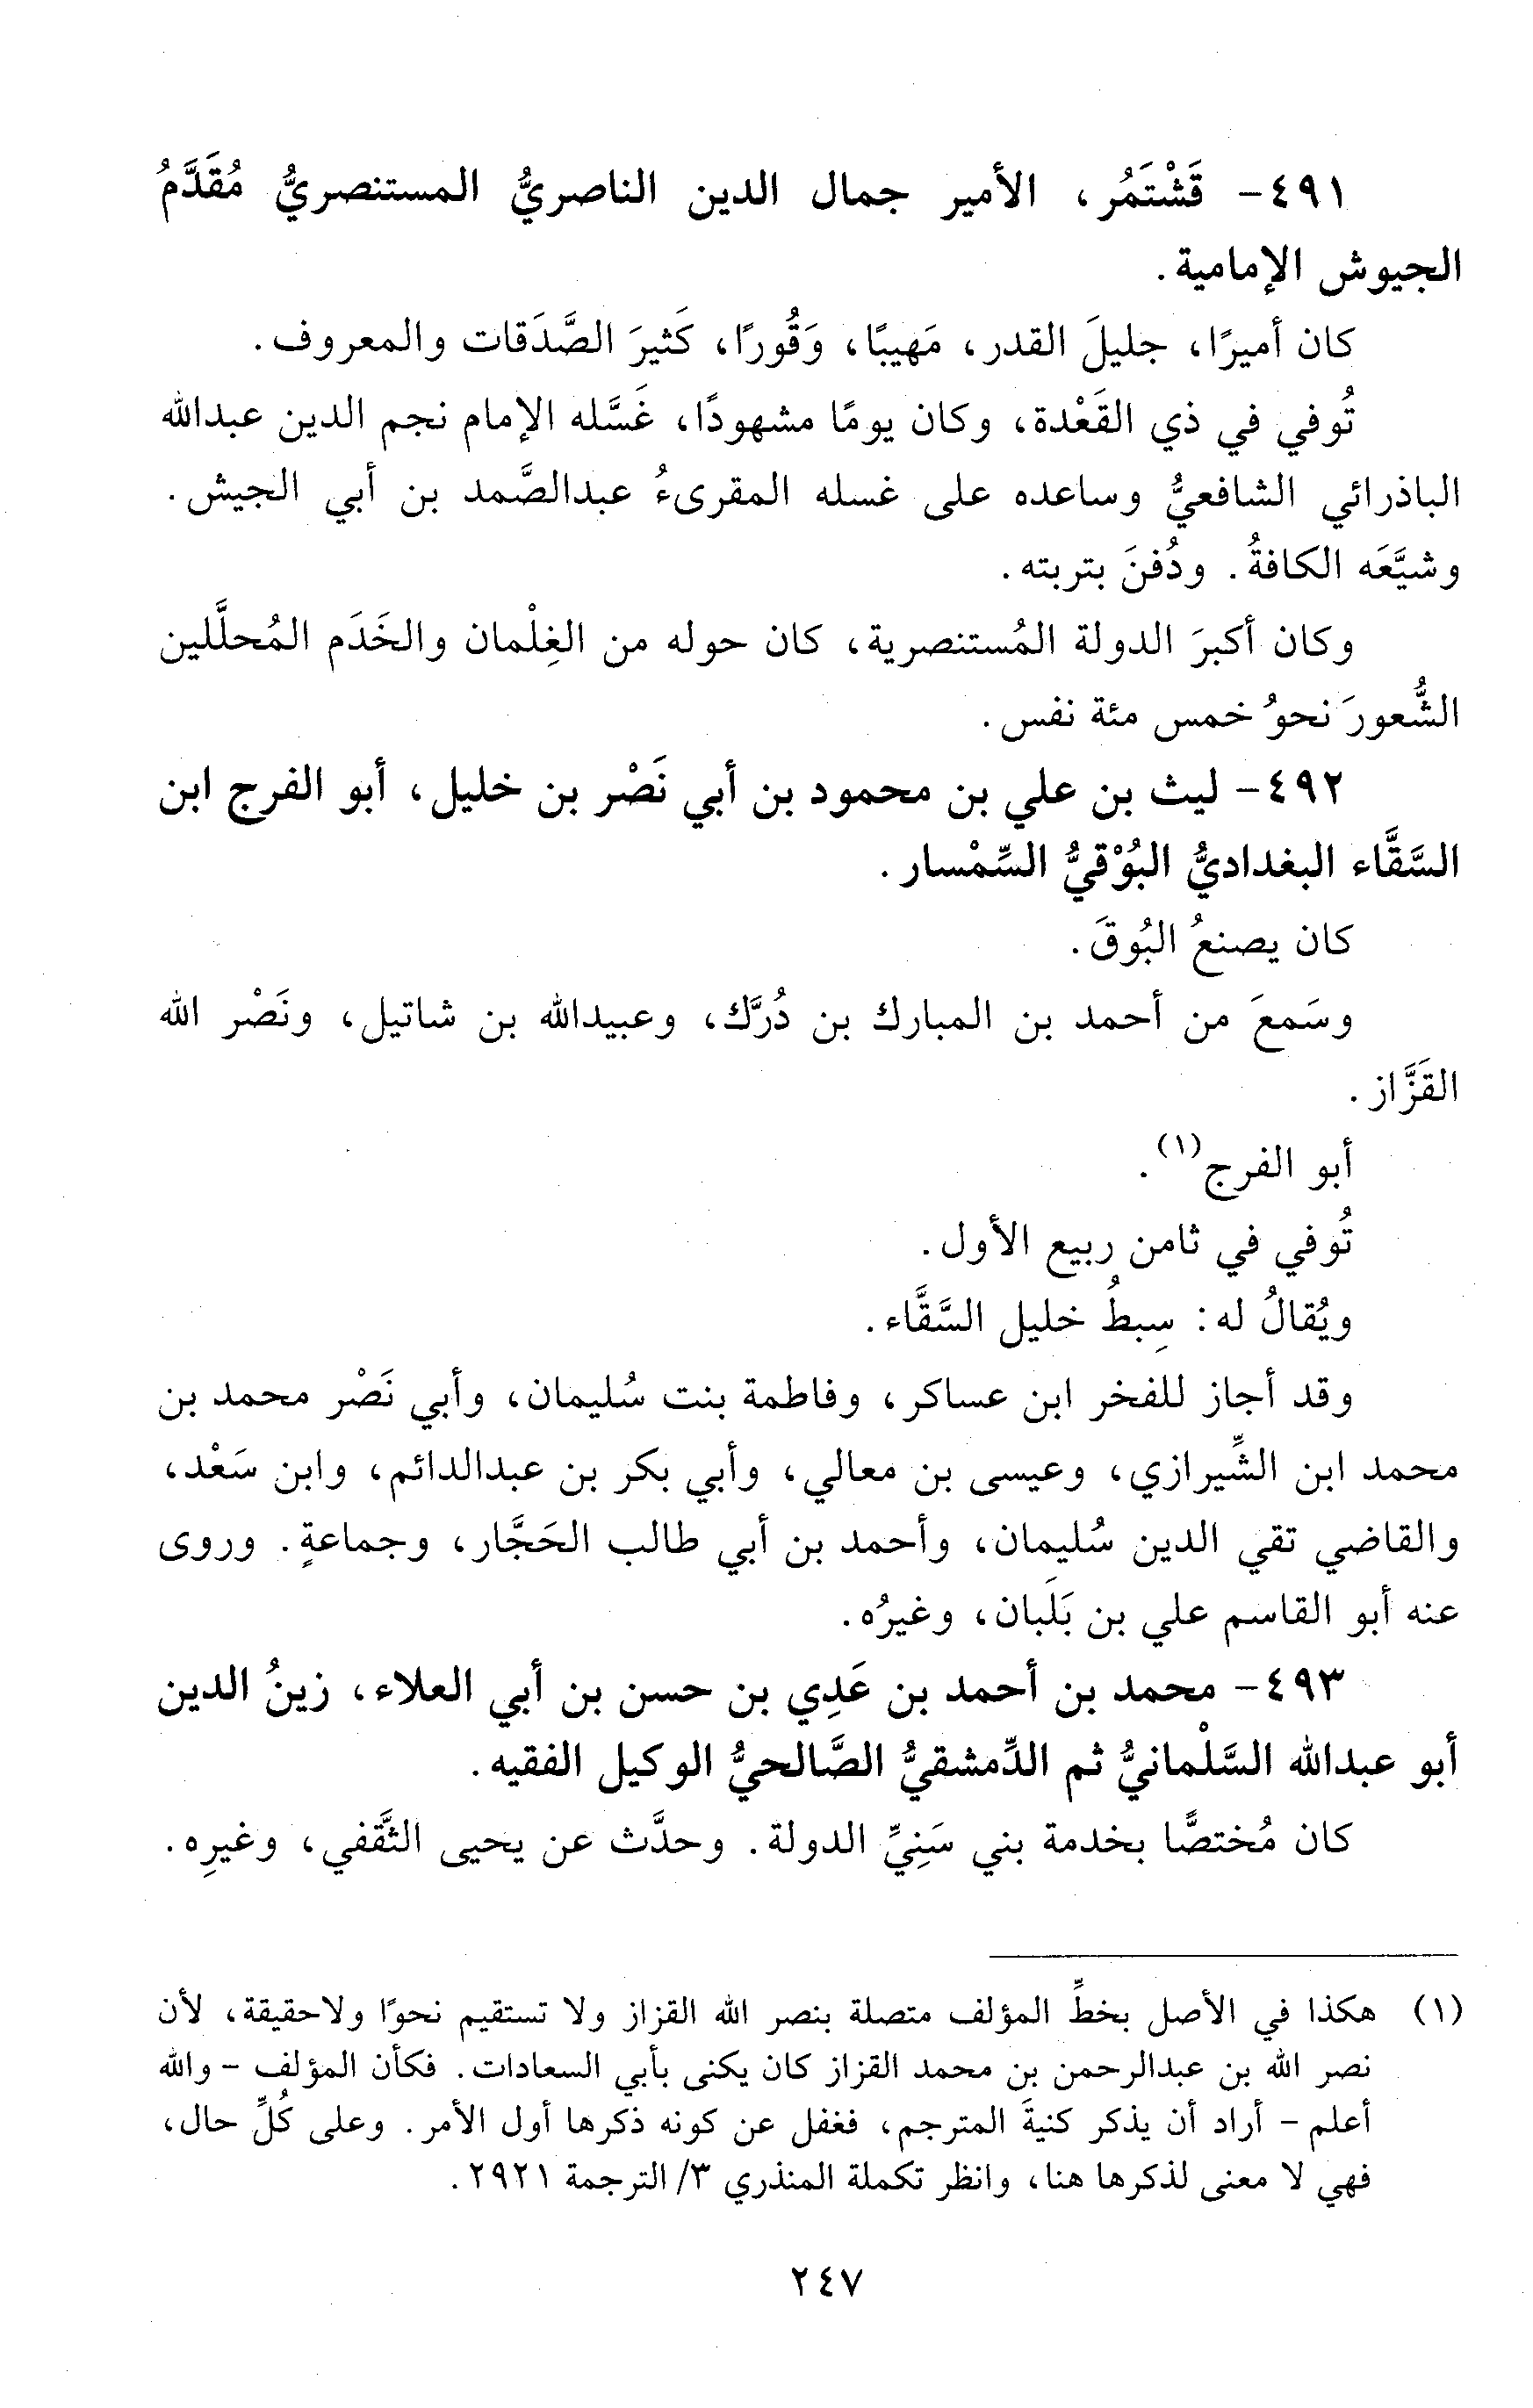 ٤٩١- قَشْتَمُر، الأمير جمال الدين الناصريُّ المستنصريُّ مُقَدَّمُ
الجيوش الإمامية.
كان أميرًا، جليلَ القدر، مَهيبًا، وَقُورًا، كَثيرَ الصَّدَقات والمعروف.
تُوفي في ذي القَعْدة، وكان يومًا مشهودًا، غَسَّله الإمام نجم الدين عبدالله
الباذرائي الشافعيُّ وساعده على غسله المقرىءُ عبدالصَّمد بن أبي الجيش.
وشيَّعَه الكافةُ. ودُفنَ بتربته.
وكان أكبرَ الدولة المُستنصرية، كان حوله من الغِلْمان والخَدَم المُحلَّلين
الشُّعورَ نحوُ خمس مئة نفس.
٤٩٢- ليث بن علي بن محمود بن أبي نَصْر بن خليل، أبو الفرج ابن
السَّقَّاء البغداديُّ البُوْقيُّ السِّمْسار.
كان يصنعُ البُوقَ.
وسَمعَ من أحمد بن المبارك بن دُرَّك، وعبيدالله بن شاتيل، ونَصْر الله
القَزَّاز.
أبو الفرج(١).
تُوفي في ثامن ربيع الأول.
ويُقالُ له: سِبطُ خليل السَّقَّاء.
وقد أجاز للفخر ابن عساكر، وفاطمة بنت سُليمان، وأبي نَصْر محمد بن
محمد ابن الشِّيرازي، وعيسى بن معالي، وأبي بكر بن عبدالدائم، وابن سَعْد،
والقاضي تقي الدين سُليمان، وأحمد بن أبي طالب الحَجَّار، وجماعةٍ. وروى
عنه أبو القاسم علي بن بَلَبان، وغيرُه.
٤٩٣- محمد بن أحمد بن عَدِي بن حسن بن أبي العلاء، زينُ الدين
أبو عبدالله السَّلْمانيُّ ثم الدِّمشقيُّ الصَّالحيُّ الوكيل الفقيه.
كان مُختصًّا بخدمة بني سَنِيِّ الدولة. وحدَّث عن يحيى الثَّقفي، وغيرِه.
(١) هكذا في الأصل بخطِّ المؤلف متصلة بنصر الله القزاز ولا تستقيم نحوًا ولاحقيقة، لأن
نصر الله بن عبدالرحمن بن محمد القزاز كان يكنى بأبي السعادات. فكأن المؤلف - والله
أعلم - أراد أن يذكر كنيةَ المترجم، فغفل عن كونه ذكرها أول الأمر. وعلى كُلِّ حال،
فهي لا معنى لذكرها هنا، وانظر تكملة المنذري ٣/ الترجمة ٢٩٢١.
٢٤٧